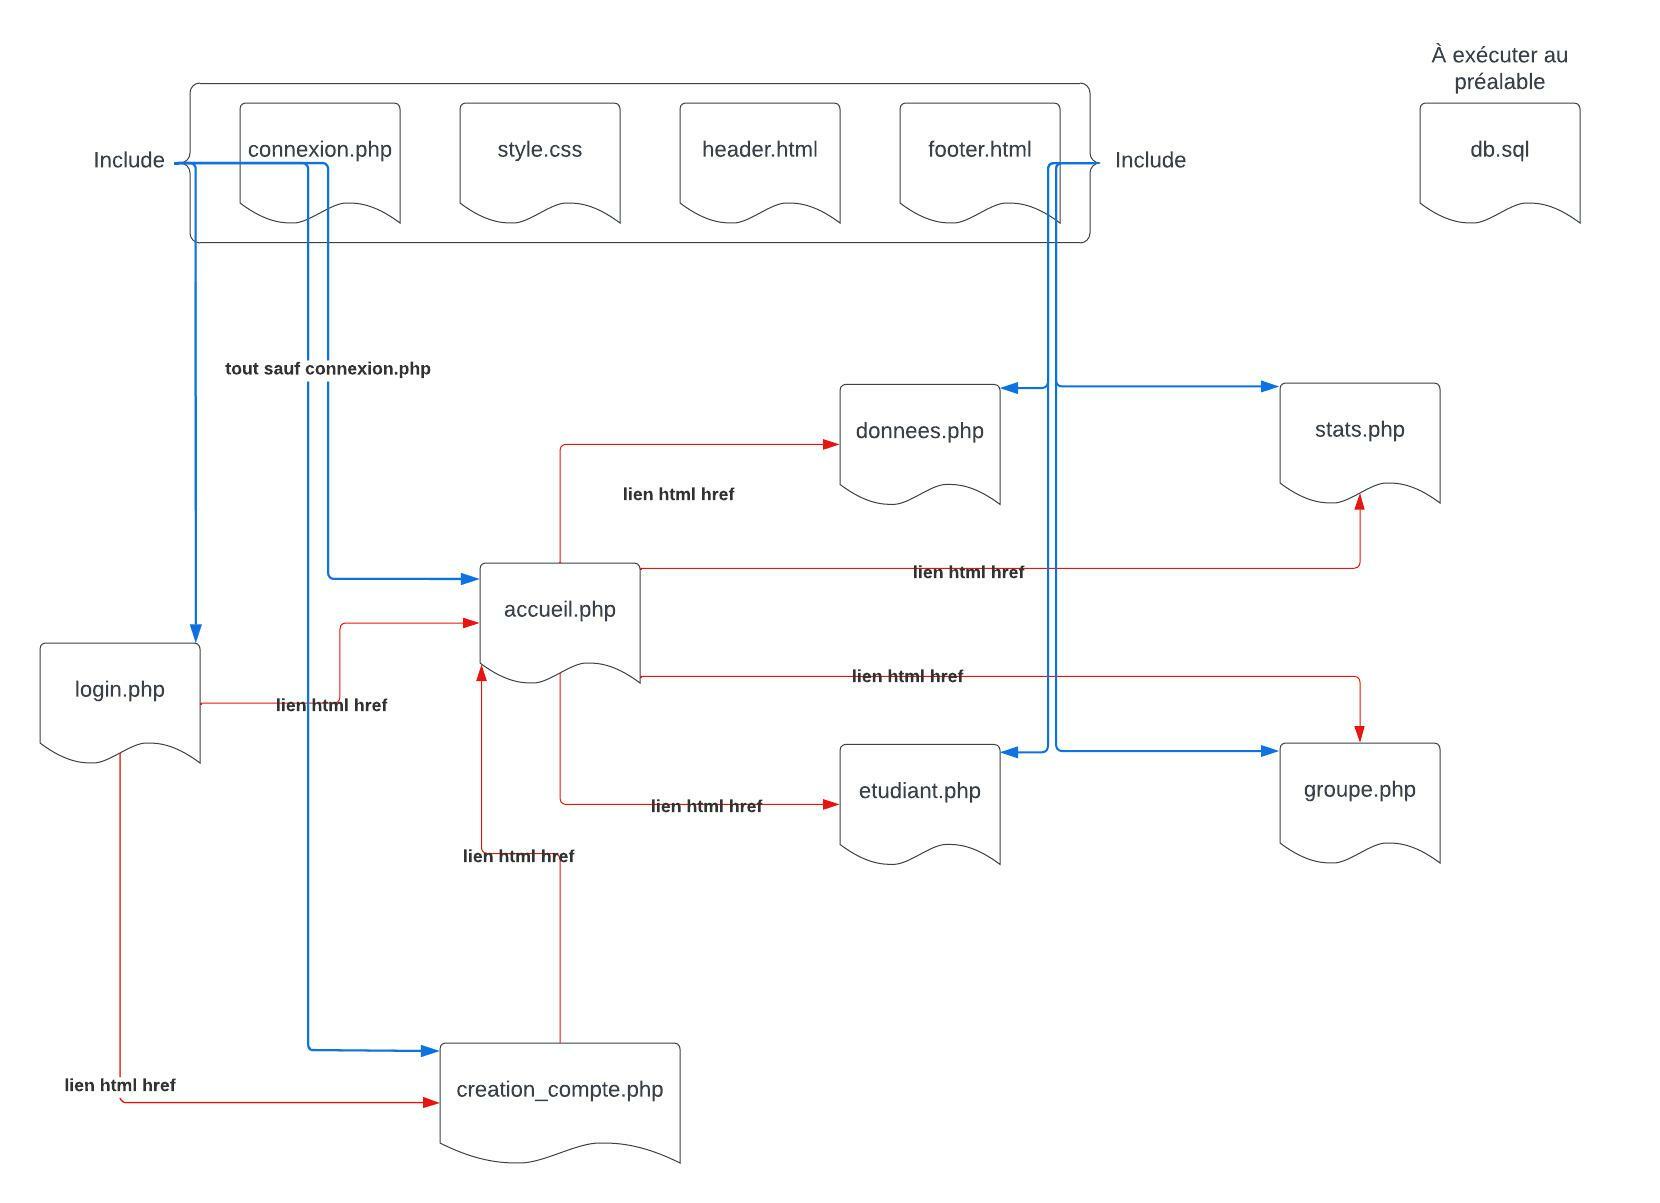 À exécuter au
préalable
Include
connexion.php
style.css
header.html
footer.html
Include
db.sql
tout sauf connexion.php
donnees.php
stats.php
lien html href
lien html href
accueil.php
lien html href
login.php
lien html href
etudiant.php
groupe.php
lien html href
lien html href
lien html href
creation_compte.php